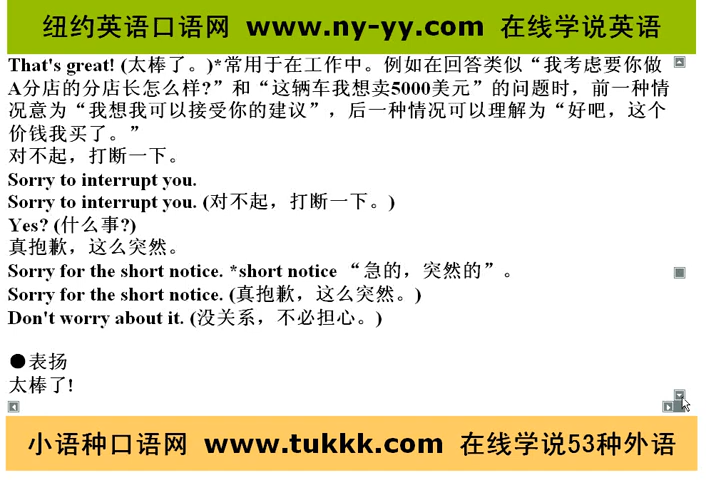 纽约英语口语网 www.ny-yy.com 在线学说英语
That's great! (太棒了。)*常用于在工作中。例如在回答类似“我考虑要你做
A分店的分店长怎么样?”和“这辆车我想卖5000美元”的问题时，前一种情
况意为“我想我可以接受你的建议”，后一种情况可以理解为“好吧，这个
价钱我买了。”
对不起，打断一下。
Sorry to interrupt you.
Sorry to interrupt you. (对不起，打断一下。)
Yes? (什么事?)
真抱歉，这么突然。
Sorry for the short notice. *short notice “急的，突然的”。
Sorry for the short notice. (真抱歉，这么突然。)
Don't worry about it. (没关系，不必担心。)
●表扬
太棒了!
小语种口语网 www.tukkk.com 在线学说53种外语